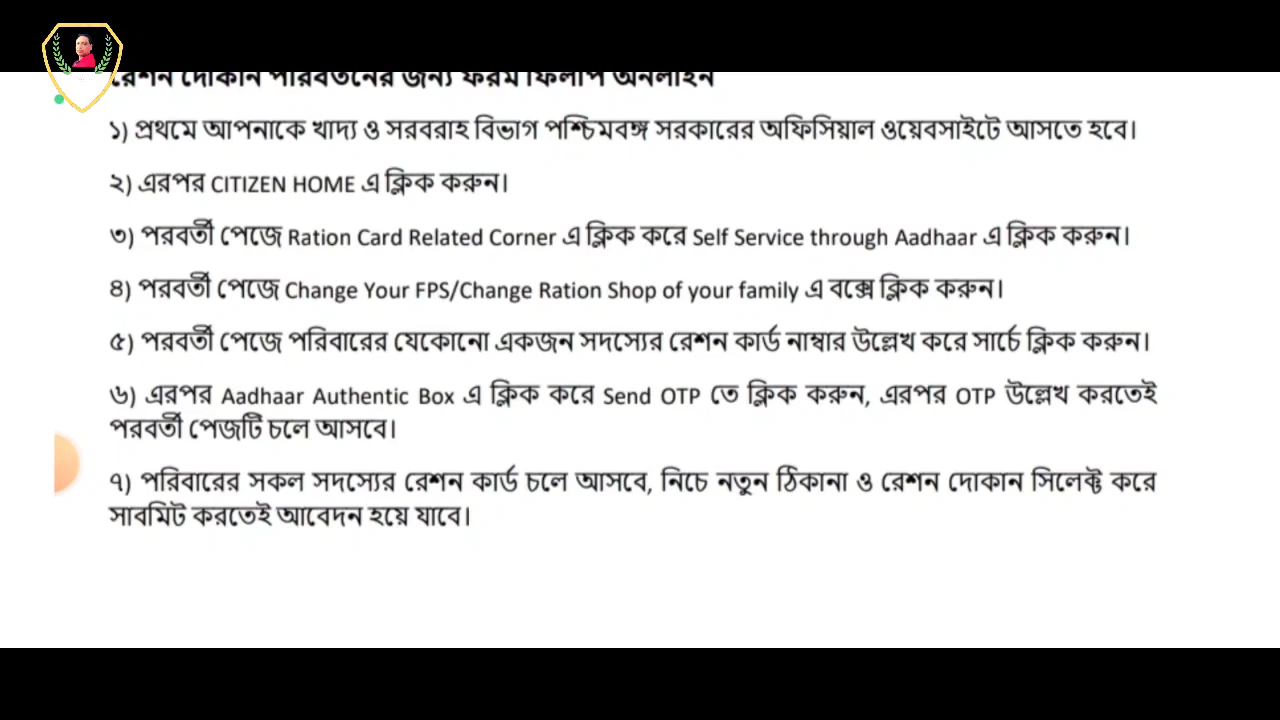 রেশন দোকান পরিবর্তনের জন্য ফরম ফিলাপ অনলাইন
১) প্রথমে আপনাকে খাদ্য ও সরবরাহ বিভাগ পশ্চিমবঙ্গ সরকারের অফিসিয়াল ওয়েবসাইটে আসতে হবে।
২) এরপর CITIZEN HOME এ ক্লিক করুন।
৩) পরবর্তী পেজে Ration Card Related Corner এ ক্লিক করে Self Service through Aadhaar এ ক্লিক করুন।
৪) পরবর্তী পেজে Change Your FPS/Change Ration Shop of your family এ বক্সে ক্লিক করুন।
৫) পরবর্তী পেজে পরিবারের যেকোনো একজন সদস্যের রেশন কার্ড নাম্বার উল্লেখ করে সার্চে ক্লিক করুন।
৬) এরপর Aadhaar Authentic Box এ ক্লিক করে Send OTP তে ক্লিক করুন, এরপর OTP উল্লেখ করতেই
পরবর্তী পেজটি চলে আসবে।
৭) পরিবারের সকল সদস্যের রেশন কার্ড চলে আসবে, নিচে নতুন ঠিকানা ও রেশন দোকান সিলেক্ট করে
সাবমিট করতেই আবেদন হয়ে যাবে।